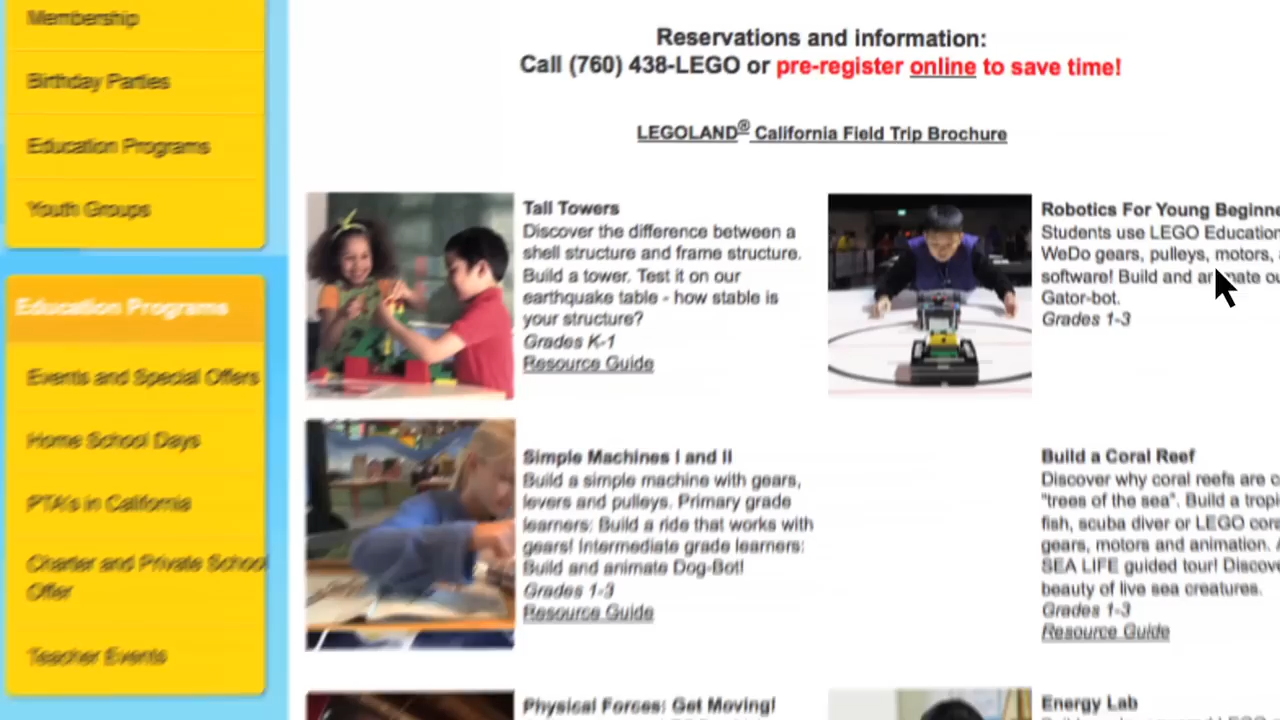 Membership
Birthday Parties
Education Programs
Youth Groups
Education Programs
Events and Special Offers
Home School Days
PTA's in California
Charter and Private School
Offer
Teacher Events
Reservations and information:
Call (760) 438-LEGO or pre-register online to save time!
LEGOLAND® California Field Trip Brochure
Tall Towers
Discover the difference between a
shell structure and frame structure.
Build a tower. Test it on our
earthquake table - how stable is
your structure?
Grades K-1
Resource Guide
Robotics For Young
Students use LEGO
WeDo gears, pulleys, motors,
software! Build and
Gator-bot.
Grades 1-3
Simple Machines I and II
Build a simple machine with gears,
levers and pulleys. Primary grade
learners: Build a ride that works with
gears! Intermediate grade learners:
Build and animate Dog-Bot!
Grades 1-3
Resource Guide
Build a Coral Reef
Discover why coral reefs are
"trees of the sea". Build a
fish, scuba diver or LEGO
gears, motors and animation.
SEA LIFE guided tour!
beauty of live sea creatures.
Grades 1-3
Resource Guide
Physical Forces: Get Moving!
Energy Lab